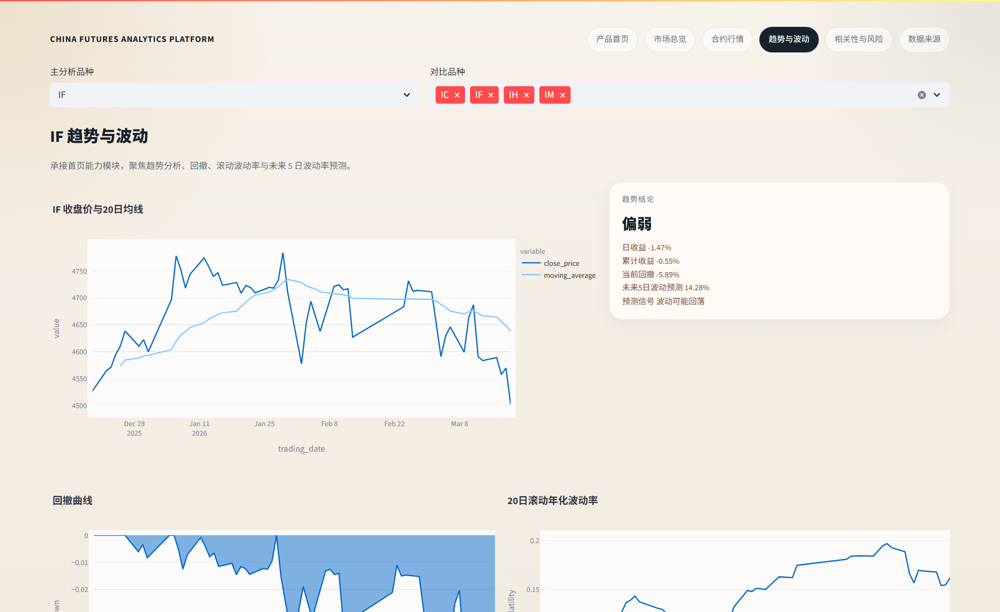 CHINA FUTURES ANALYTICS PLATFORM
产品首页
市场总览
合约行情
趋势与波动
相关性与风险
数据来源
主分析品种
对比品种
IF
IC
IF
IH
IM
IF 趋势与波动
承接首页能力模块，聚焦趋势分析、回撤、滚动波动率与未来 5 日波动率预测。
IF 收盘价与20日均线
4750
4700
4650
4600
4550
4500
value
Dec 28
2025
Jan 11
2026
Jan 25
Feb 8
Feb 22
Mar 8
trading_date
variable
close_price
moving_average
趋势结论
偏弱
日收益 -1.47%
累计收益 -0.55%
当前回撤 -5.89%
未来5日波动预测 14.28%
预测信号 波动可能回落
回撤曲线
0
−0.01
−0.02
20日滚动年化波动率
0.2
0.15